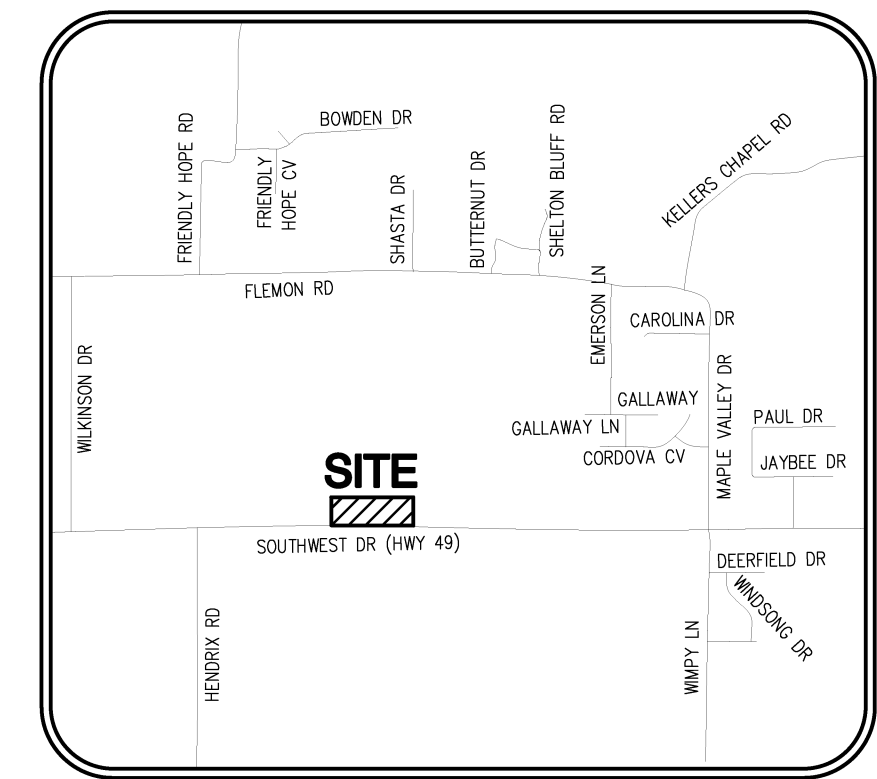 BOWDEN DR
FRIENDLY HOPE RD
FRIENDLY
HOPE CV
SHASTA DR
BUTTERNUT DR
SHELTON BLUFF RD
KELLERS CHAPEL RD
FLEMON RD
EMERSON LN
CAROLINA DR
WILKINSON DR
MAPLE VALLEY DR
GALLAWAY
GALLAWAY LN
CORDOVA CV
PAUL DR
JAYBEE DR
SITE
SOUTHWEST DR (HWY 49)
DEERFIELD DR
WINDSONG DR
HENDRIX RD
WIMPY LN